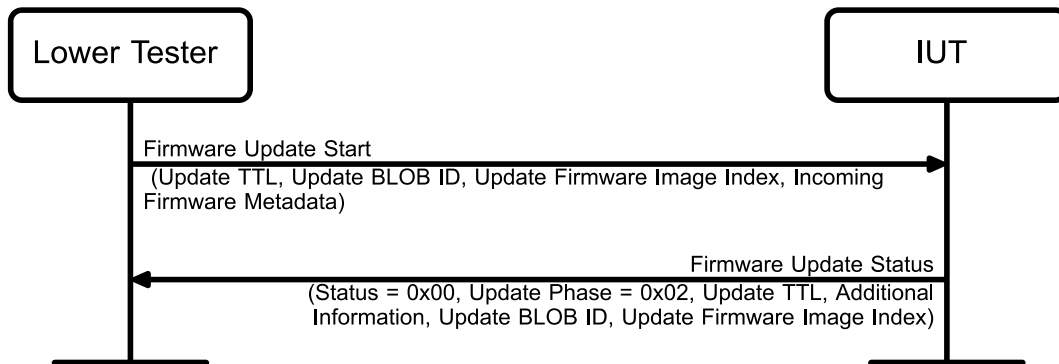 Lower Tester
IUT
Firmware Update Start
(Update TTL, Update BLOB ID, Update Firmware Image Index, Incoming
Firmware Metadata)
Firmware Update Status
(Status = 0x00, Update Phase = 0x02, Update TTL, Additional
Information, Update BLOB ID, Update Firmware Image Index)